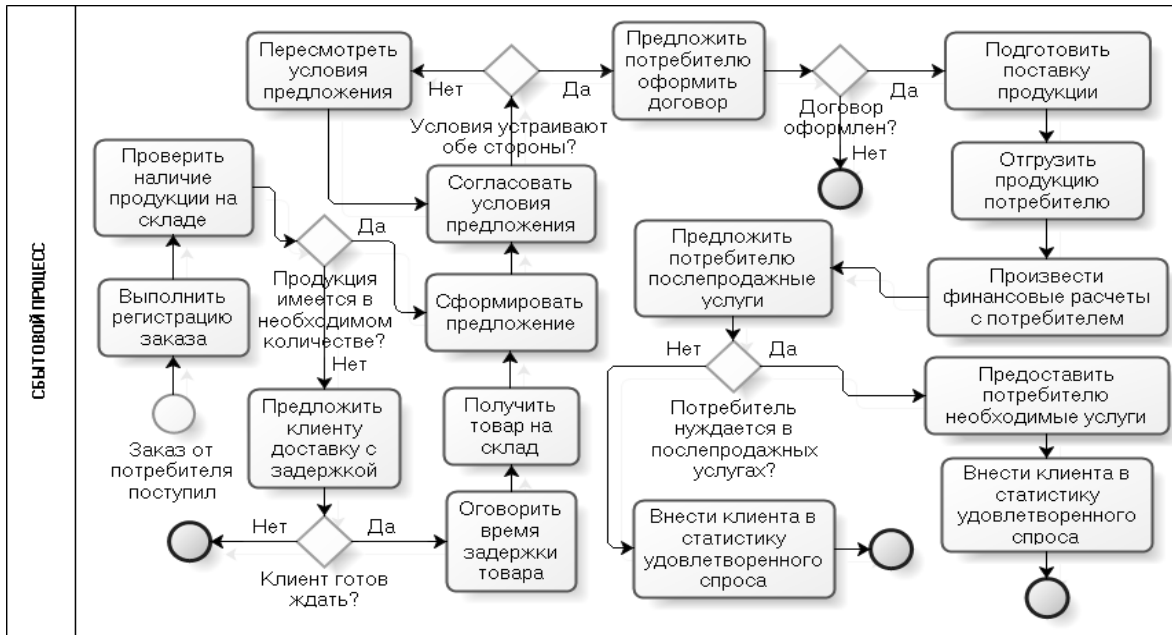 СБЫТОВОЙ ПРОЦЕСС
Заказ от
потребителя
поступил
Выполнить
регистрацию
заказа
Проверить
наличие
продукции на
складе
Продукция
имеется в
необходимом
количестве?
Да
Нет
Предложить
клиенту
доставку с
задержкой
Клиент готов
ждать?
Нет
Да
Оговорить
время
задержки
товара
Получить
товар на
склад
Сформировать
предложение
Согласовать
условия
предложения
Условия устраивают
обе стороны?
Нет
Да
Пересмотреть
условия
предложения
Предложить
потребителю
оформить
договор
Договор
оформлен?
Да
Нет
Подготовить
поставку
продукции
Отгрузить
продукцию
потребителю
Произвести
финансовые расчеты
с потребителем
Предложить
потребителю
послепродажные
услуги
Нет
Да
Потребитель
нуждается в
послепродажных
услугах?
Предоставить
потребителю
необходимые услуги
Внести клиента в
статистику
удовлетворенного
спроса
Внести клиента в
статистику
удовлетворенного
спроса